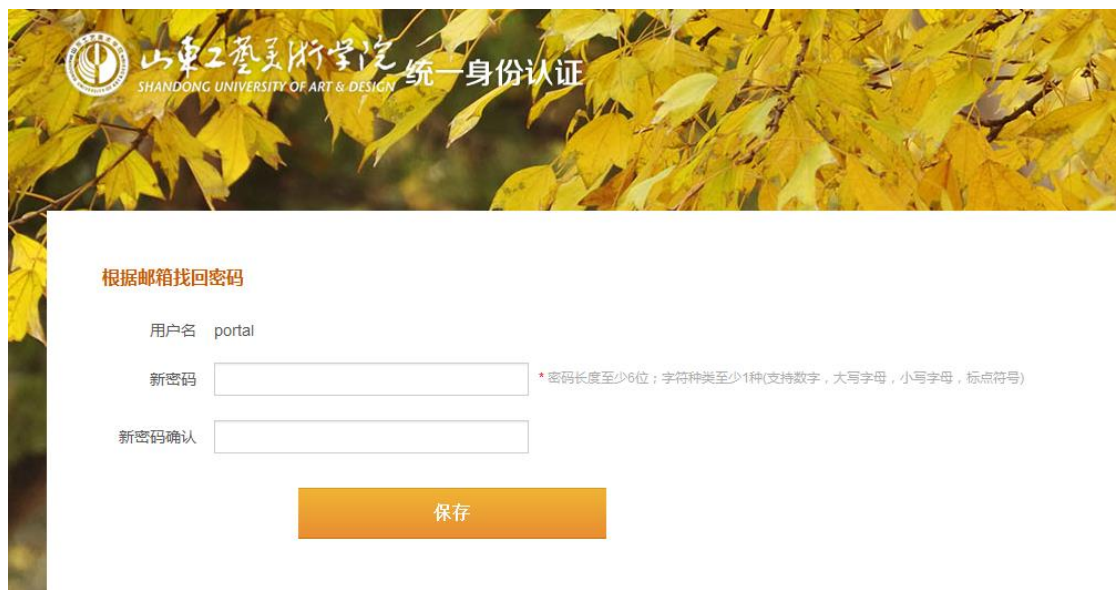 山東工藝美術学院 统一身份认证
SHANDONG UNIVERSITY OF ART & DESIGN
根据邮箱找回密码
用户名 portal
新密码 * 密码长度至少6位；字符种类至少1种(支持数字，大写字母，小写字母，标点符号)
新密码确认
保存